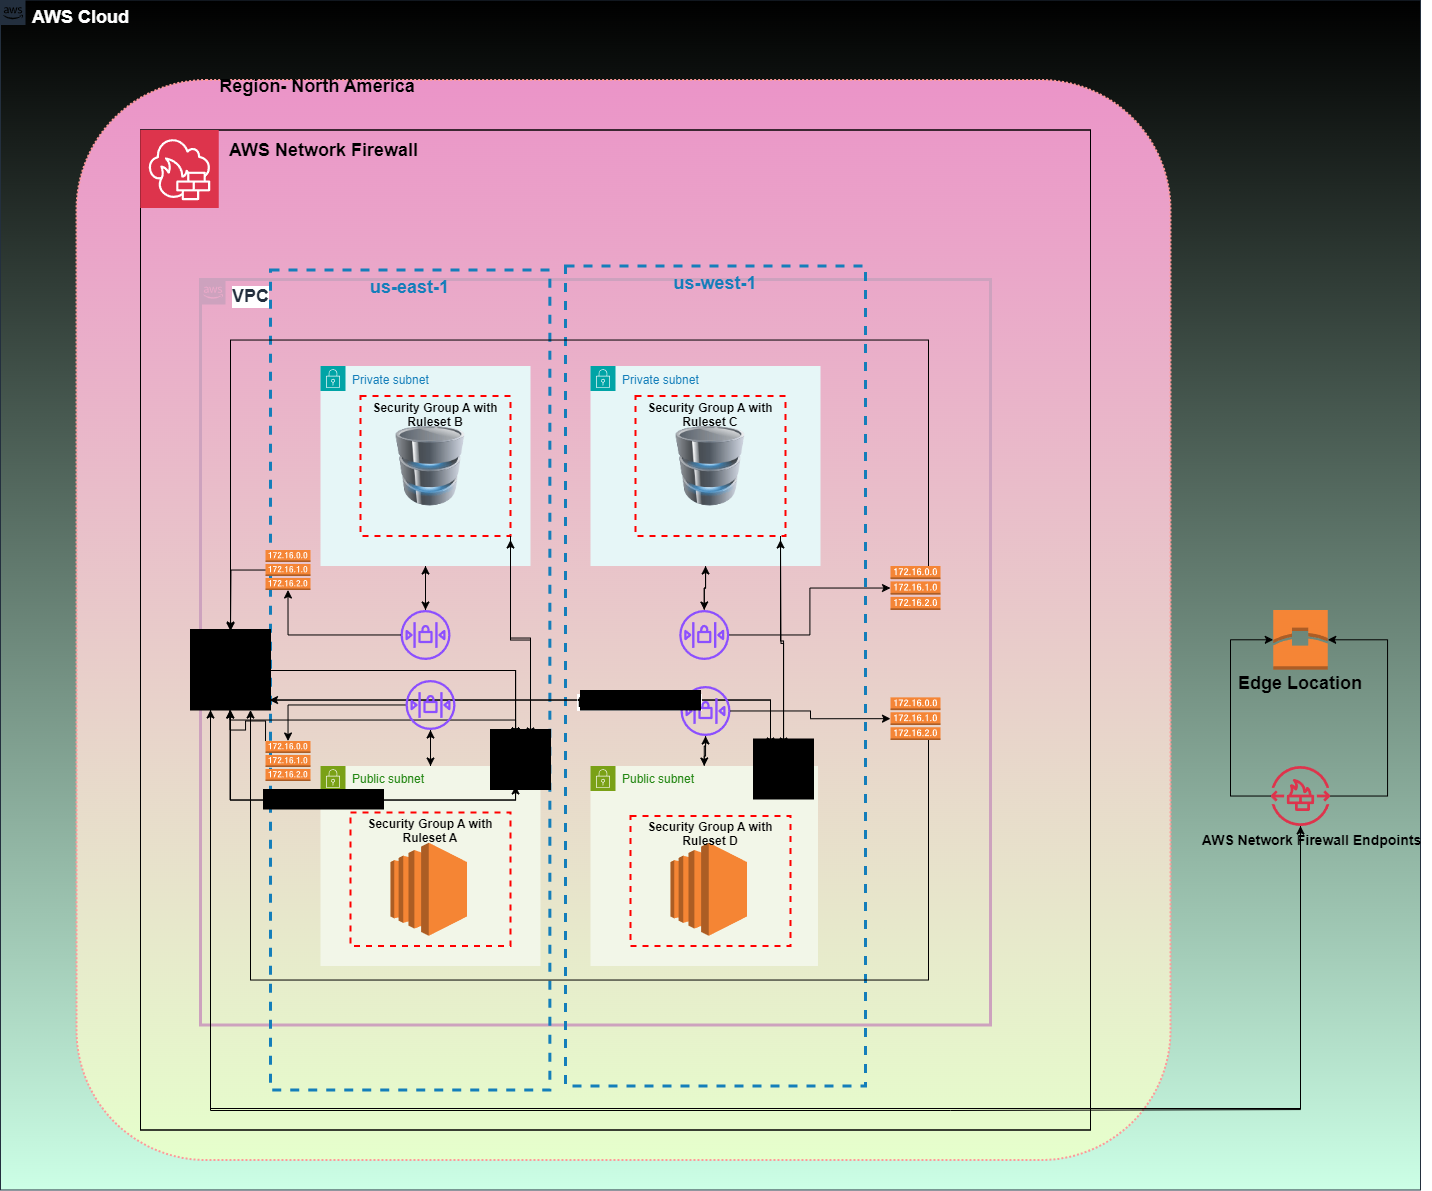 aws
AWS Cloud
Region- North America
AWS Network Firewall
aws
VPC
us-east-1
us-west-1
Private subnet
Security Group A with
Ruleset B
Private subnet
Security Group A with
Ruleset C
172.16.0.0
172.16.1.0
172.16.2.0
172.16.0.0
172.16.1.0
172.16.2.0
Edge Location
172.16.0.0
172.16.1.0
172.16.2.0
172.16.0.0
172.16.1.0
172.16.2.0
Public subnet
Security Group A with
Ruleset A
Public subnet
Security Group A with
Ruleset D
AWS Network Firewall Endpoints